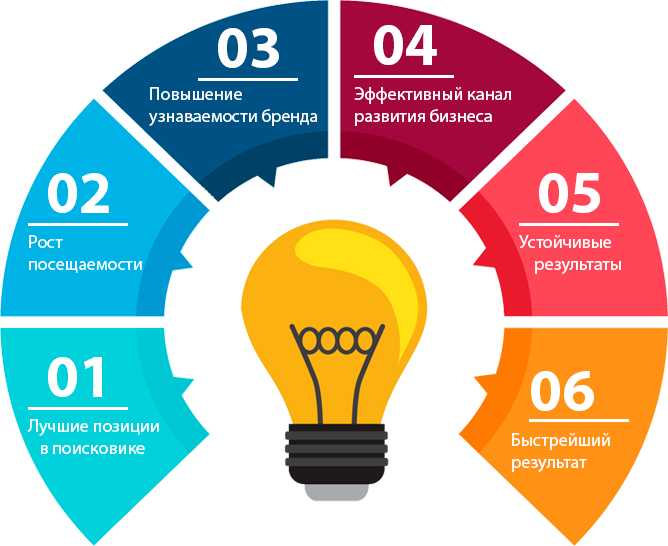 01
Лучшие позиции
в поисковике
02
Рост
посещаемости
03
Повышение
узнаваемости бренда
04
Эффективный канал
развития бизнеса
05
Устойчивые
результаты
06
Быстрейший
результат